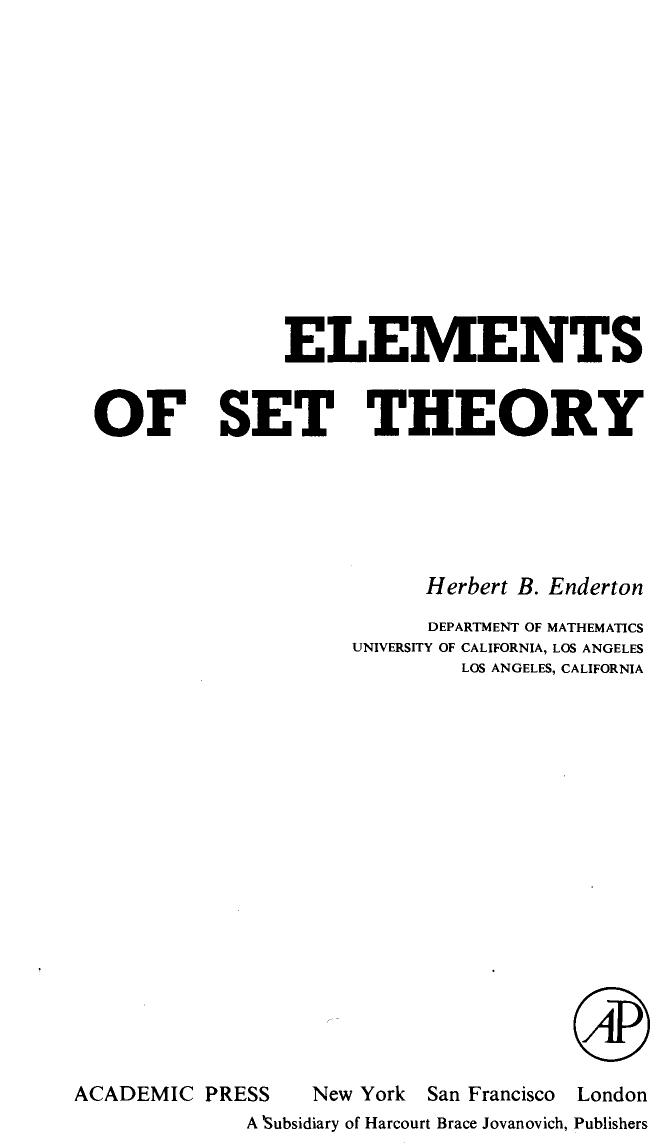 ELEMENTS
OF SET THEORY
Herbert B. Enderton
DEPARTMENT OF MATHEMATICS
UNIVERSITY OF CALIFORNIA, LOS ANGELES
LOS ANGELES, CALIFORNIA
AP
ACADEMIC PRESS New York San Francisco London
A Subsidiary of Harcourt Brace Jovanovich, Publishers